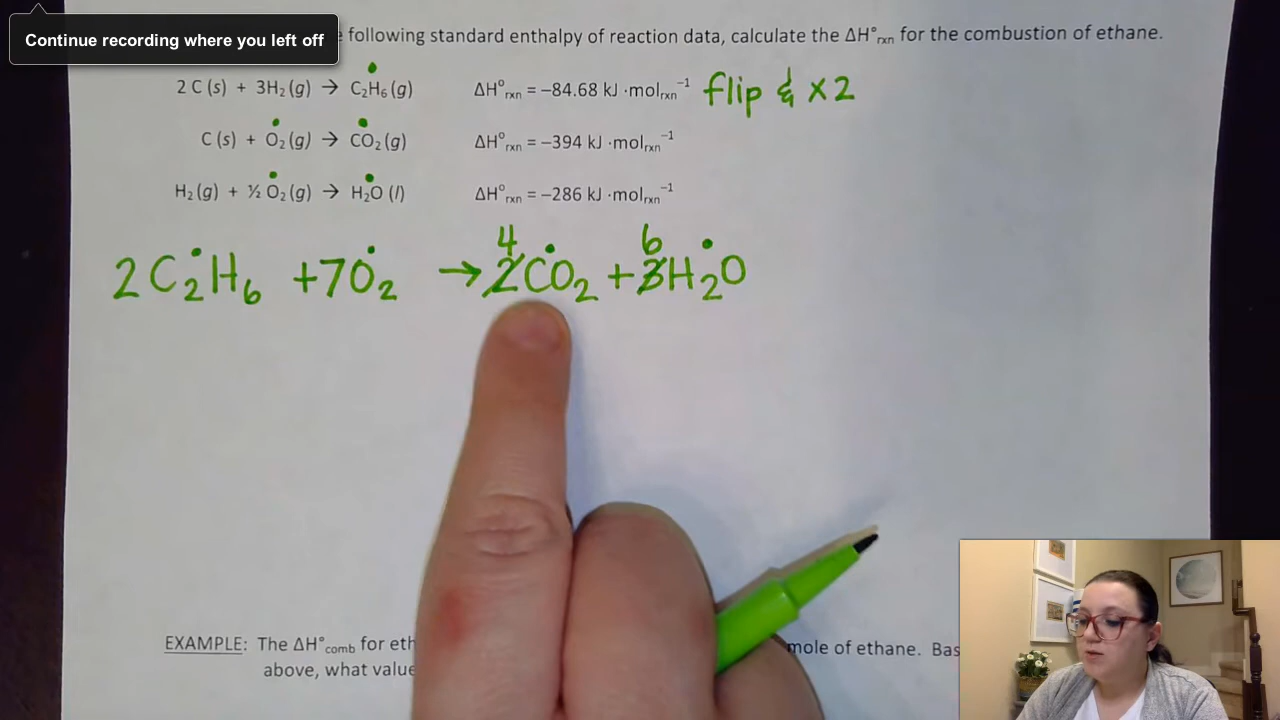 Continue recording where you left off
following standard enthalpy of reaction data, calculate the ΔH°rxn for the combustion of ethane.
2 C (s) + 3H₂ (g) → C₂H₆ (g) ΔH°rxn = −84.68 kJ ·molrxn⁻¹ flip & x2
C (s) + O₂ (g) → CO₂ (g) ΔH°rxn = −394 kJ ·molrxn⁻¹
H₂ (g) + ½ O₂ (g) → H₂O (l) ΔH°rxn = −286 kJ ·molrxn⁻¹
4 6
2C₂H₆ +7O₂ → 2CO₂ + 3H₂O
EXAMPLE: The ΔH°comb for eth mole of ethane. Bas
above, what value